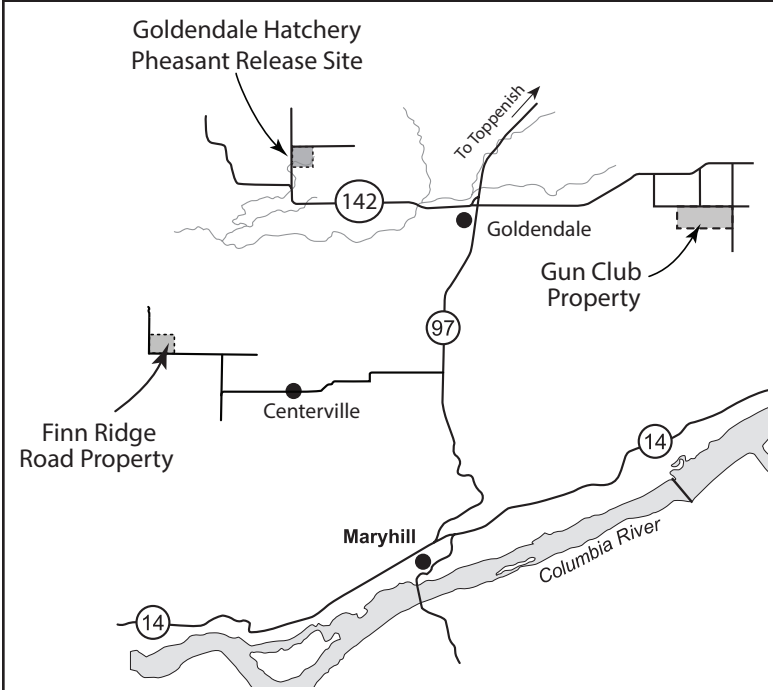 Goldendale Hatchery
Pheasant Release Site
To Toppenish
142
Goldendale
Gun Club
Property
97
Centerville
Finn Ridge
Road Property
14
Maryhill
Columbia River
14